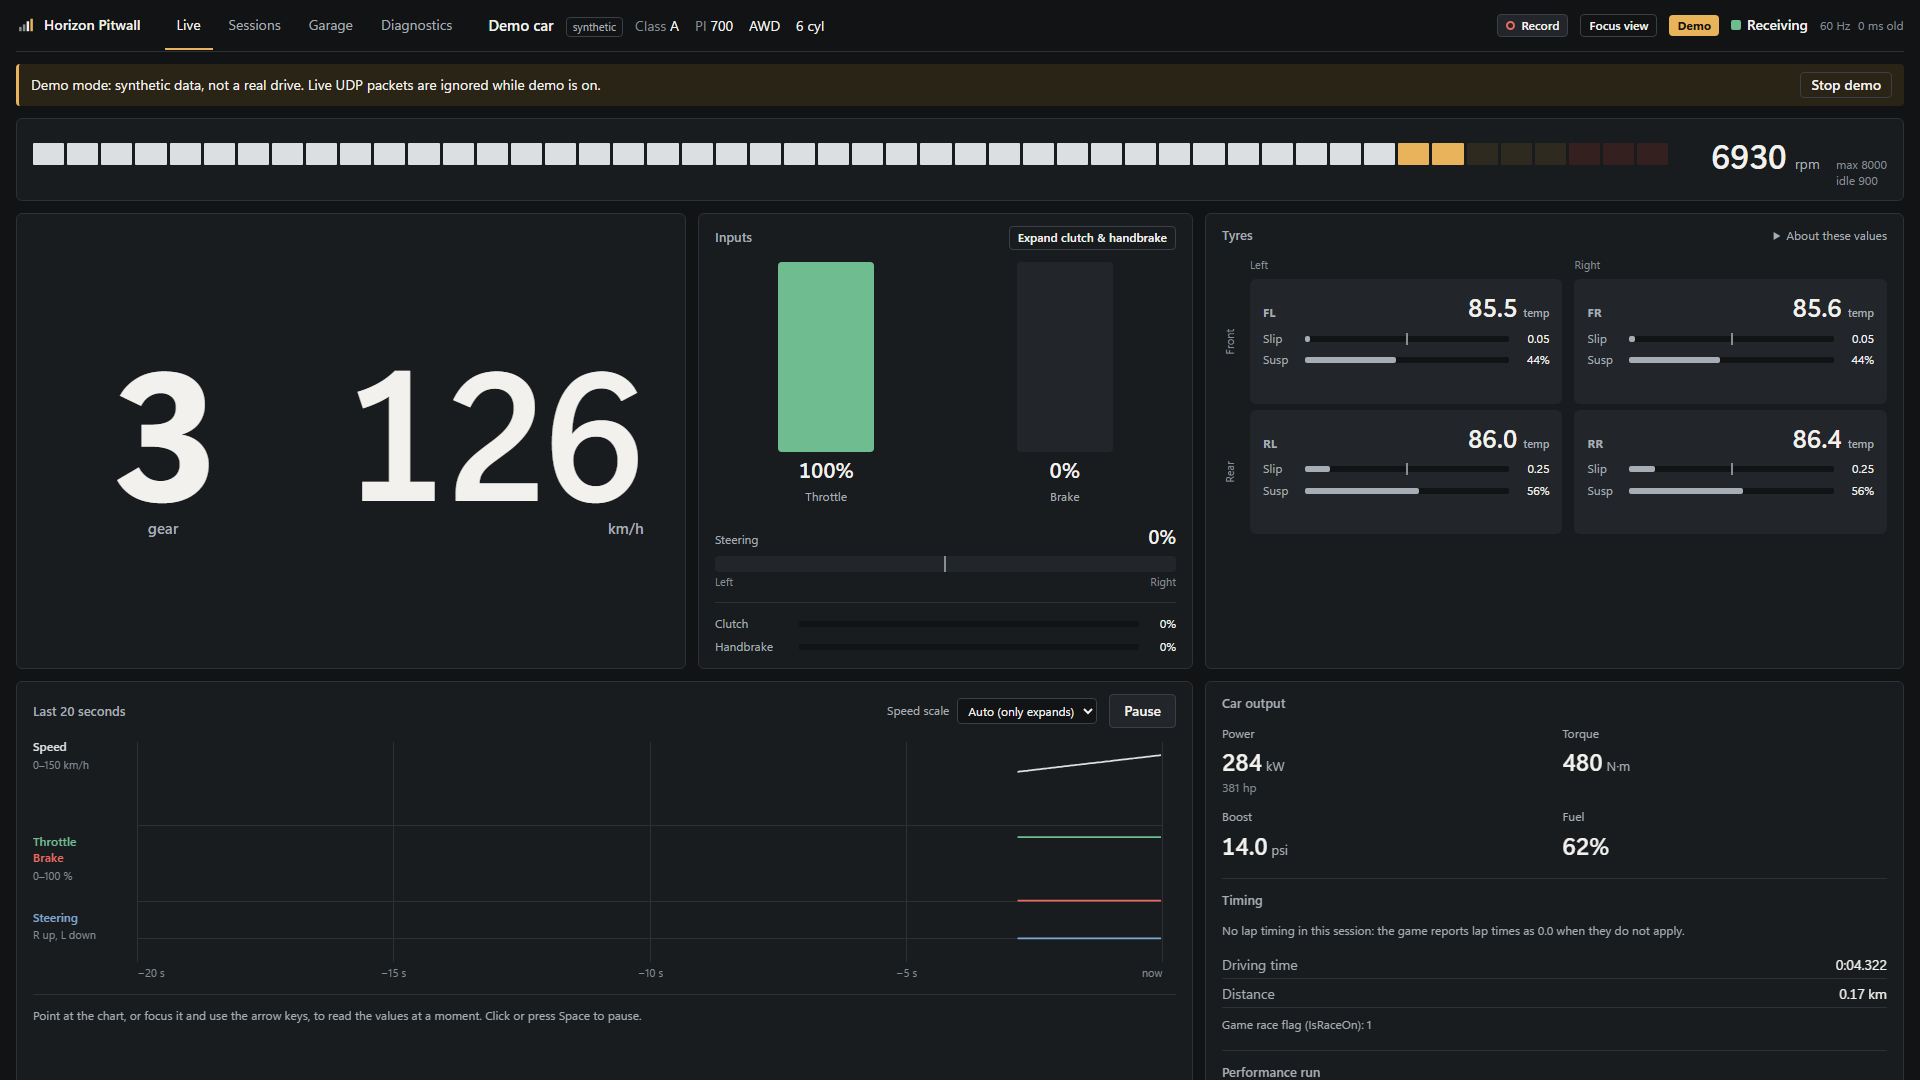 Horizon Pitwall
Live
Sessions
Garage
Diagnostics
Demo car
synthetic
Class A
PI 700
AWD
6 cyl
Record
Focus view
Demo
Receiving
60 Hz
0 ms old
Demo mode: synthetic data, not a real drive. Live UDP packets are ignored while demo is on.
Stop demo
6930 rpm
max 8000
idle 900
3
gear
126
km/h
Inputs
Expand clutch & handbrake
100%
Throttle
0%
Brake
Steering
0%
Left
Right
Clutch
0%
Handbrake
0%
Tyres
About these values
Left
Right
Front
FL
85.5 temp
Slip
0.05
Susp
44%
FR
85.6 temp
Slip
0.05
Susp
44%
Rear
RL
86.0 temp
Slip
0.25
Susp
56%
RR
86.4 temp
Slip
0.25
Susp
56%
Last 20 seconds
Speed scale
Auto (only expands)
Pause
Speed
0–150 km/h
Throttle
Brake
0–100 %
Steering
R up, L down
−20 s
−15 s
−10 s
−5 s
now
Point at the chart, or focus it and use the arrow keys, to read the values at a moment. Click or press Space to pause.
Car output
Power
284 kW
381 hp
Torque
480 N·m
Boost
14.0 psi
Fuel
62%
Timing
No lap timing in this session: the game reports lap times as 0.0 when they do not apply.
Driving time
0:04.322
Distance
0.17 km
Game race flag (IsRaceOn): 1
Performance run